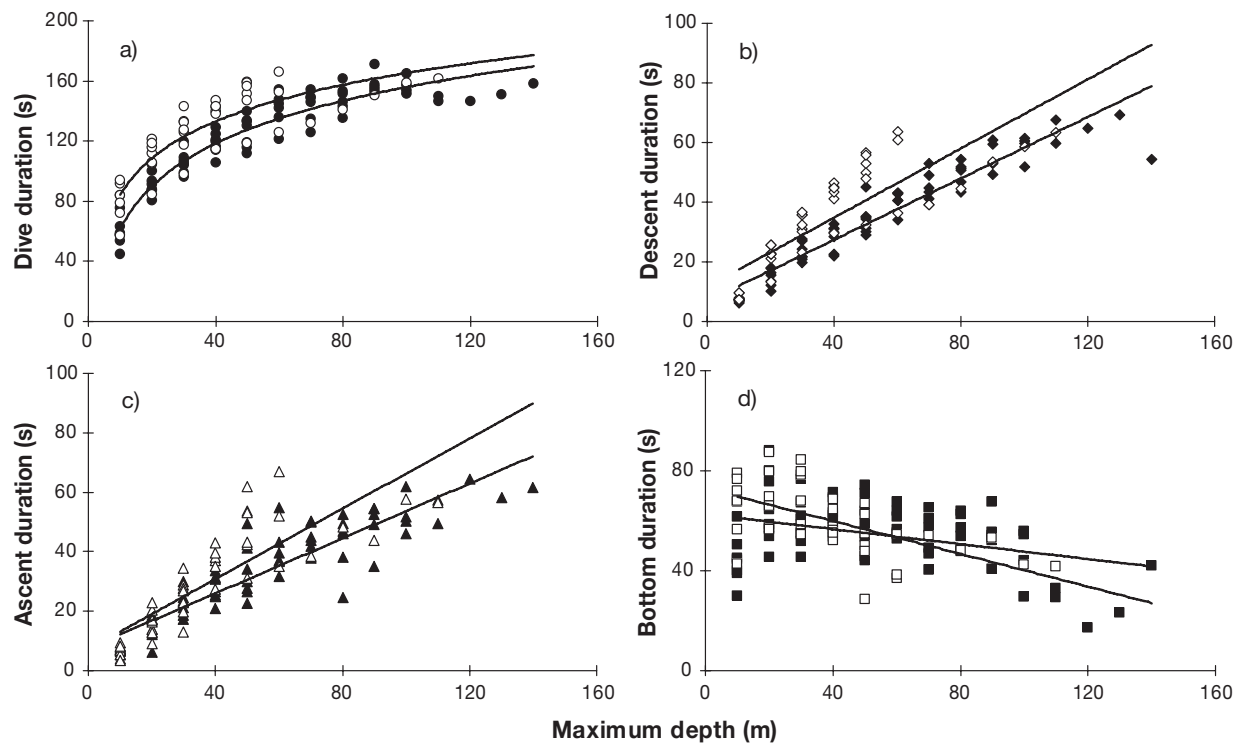 a)
Dive duration (s)
200
160
120
80
40
0
0 40 80 120 160
b)
Descent duration (s)
100
80
60
40
20
0
0 40 80 120 160
c)
Ascent duration (s)
100
80
60
40
20
0
0 40 80 120 160
d)
Bottom duration (s)
120
80
40
0
0 40 80 120 160
Maximum depth (m)